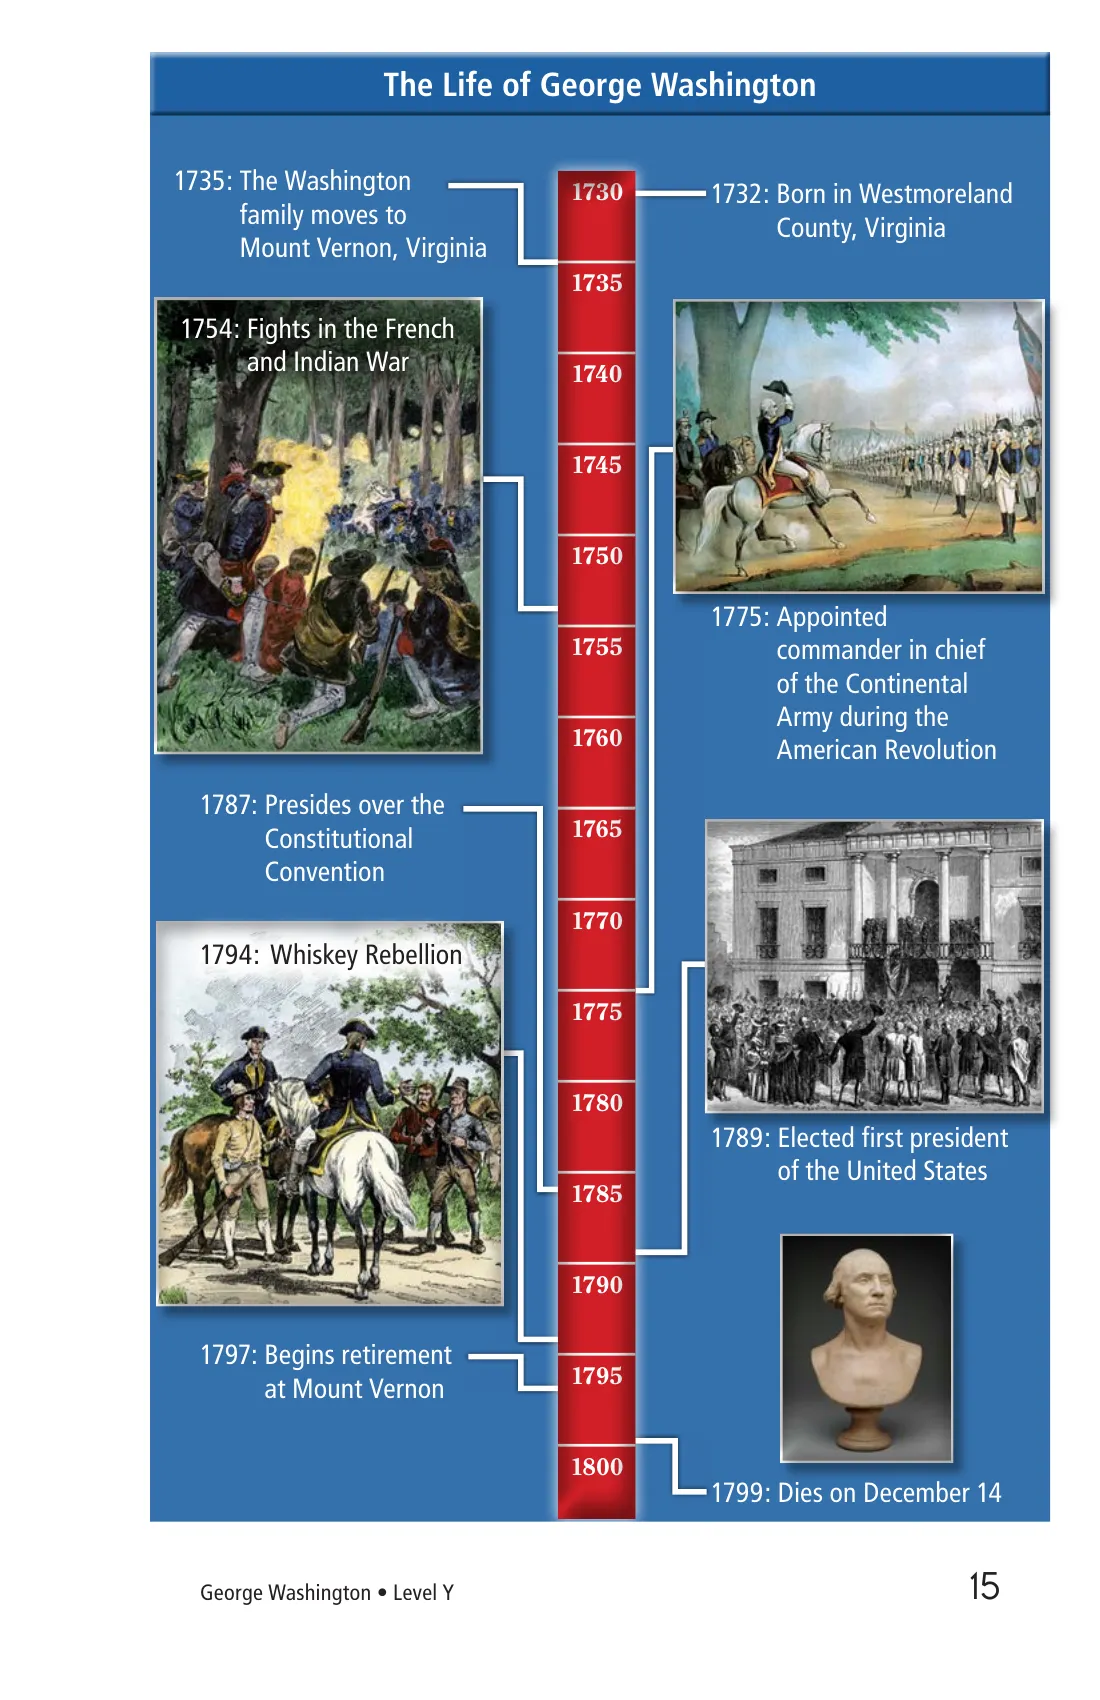 The Life of George Washington
1735: The Washington
family moves to
Mount Vernon, Virginia
1732: Born in Westmoreland
County, Virginia
1754: Fights in the French
and Indian War
1775: Appointed
commander in chief
of the Continental
Army during the
American Revolution
1787: Presides over the
Constitutional
Convention
1794: Whiskey Rebellion
1789: Elected first president
of the United States
1797: Begins retirement
at Mount Vernon
1799: Dies on December 14
1730
1735
1740
1745
1750
1755
1760
1765
1770
1775
1780
1785
1790
1795
1800
George Washington • Level Y
15